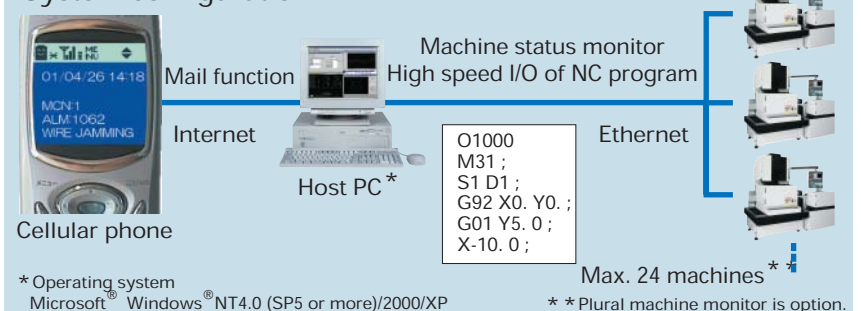 01/04/26 14:18
MCN:1
ALM:1062
WIRE JAMMING
Cellular phone
Mail function
Internet
Host PC*
Machine status monitor
High speed I/O of NC program
Ethernet
O1000
M31 ;
S1 D1 ;
G92 X0. Y0. ;
G01 Y5. 0 ;
X-10. 0 ;
Max. 24 machines**
*Operating system
Microsoft® Windows®NT4.0 (SP5 or more)/2000/XP
**Plural machine monitor is option.